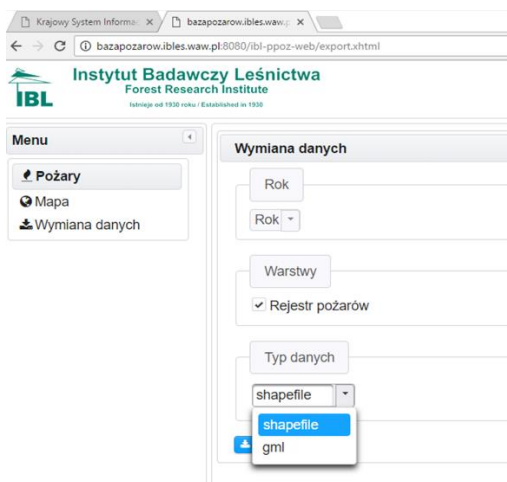 Krajowy System Informac
bazapozarow.ibles.waw.p
bazapozarow.ibles.waw.pl:8080/ibl-ppoz-web/export.xhtml
IBL
Instytut Badawczy Leśnictwa
Forest Research Institute
Istnieje od 1930 roku / Established in 1930
Menu
Pożary
Mapa
Wymiana danych
Wymiana danych
Rok
Rok
Warstwy
Rejestr pożarów
Typ danych
shapefile
shapefile
gml